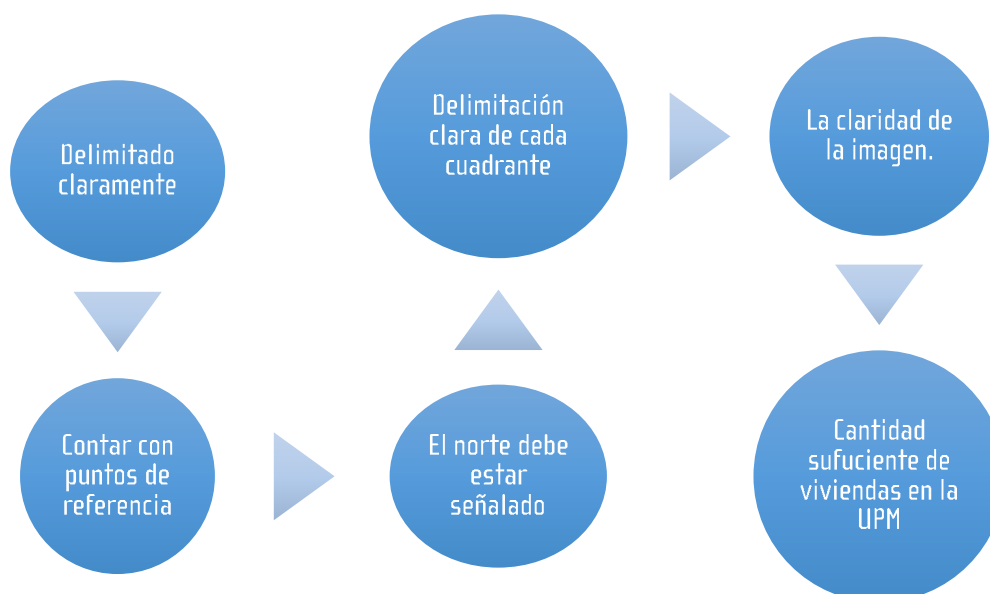 Delimitado
claramente
Contar con
puntos de
referencia
El norte debe
estar
señalado
Delimitación
clara de cada
cuadrante
La claridad de
la imagen.
Cantidad
sufuciente de
viviendas en la
UPM